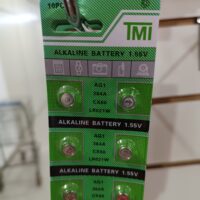 10PC
TMI
ALKALINE BATTERY 1.55V
AG1
364A
CX60
LR621W
ALKALINE BATTERY 1.55V
AG1
364A
CX60
LR621W
ALKALINE BATTERY 1.55V
AG1
364A
CX60